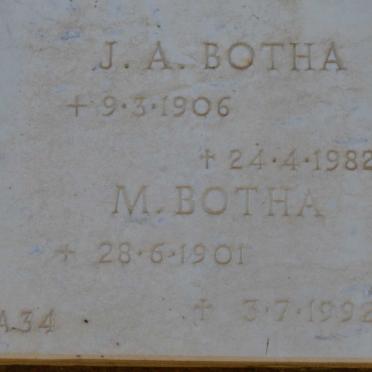 J. A. BOTHA
+ 9·3·1906
✝ 24·4·1982
M. BOTHA
+ 28·6·1901
✝ 3·7·1992
A34